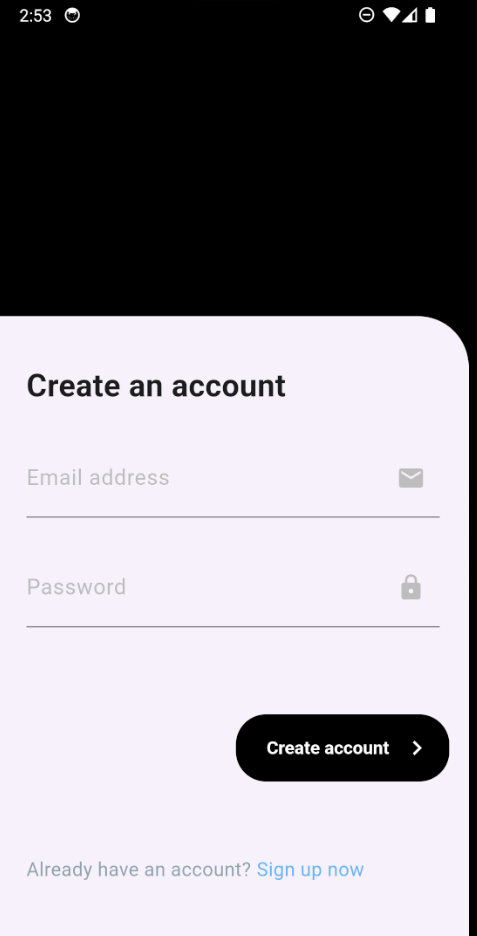 2:53
Create an account
Email address
Password
Create account
Already have an account? Sign up now